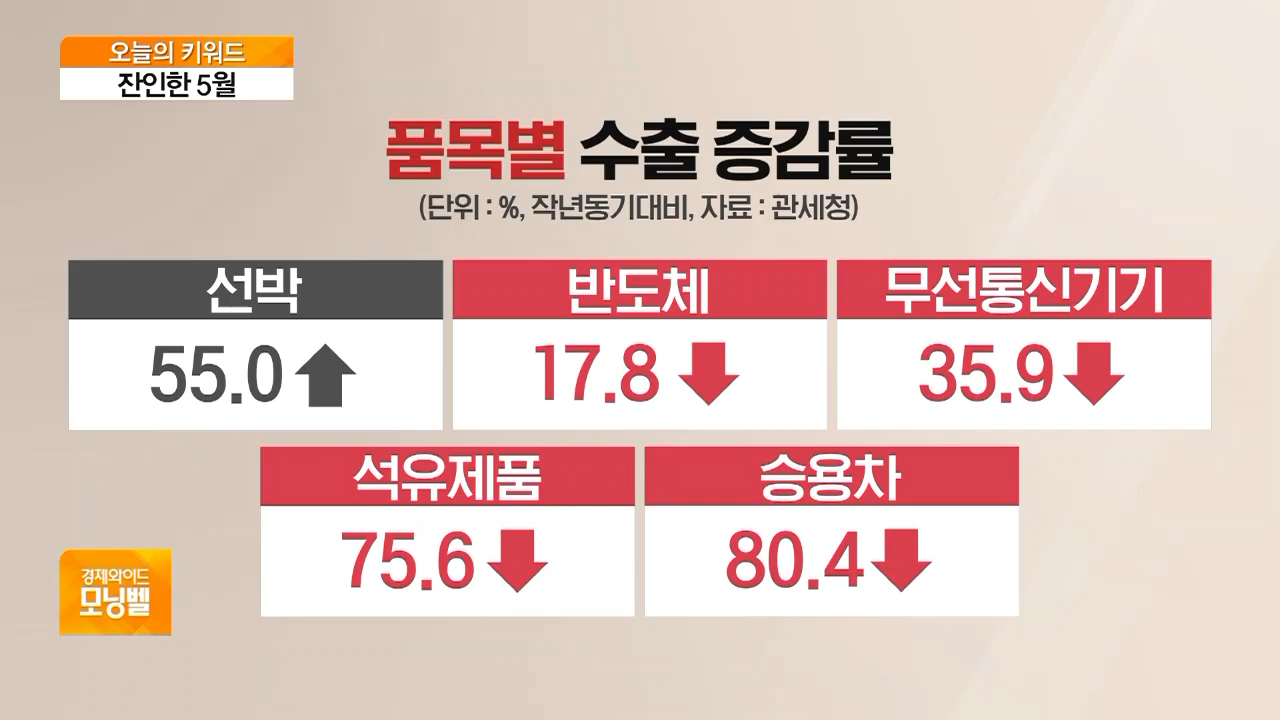 오늘의 키워드
잔인한 5월
품목별 수출 증감률
(단위 : %, 작년동기대비, 자료 : 관세청)
선박
55.0
반도체
17.8
무선통신기기
35.9
석유제품
75.6
승용차
80.4
경제와이드
모닝벨